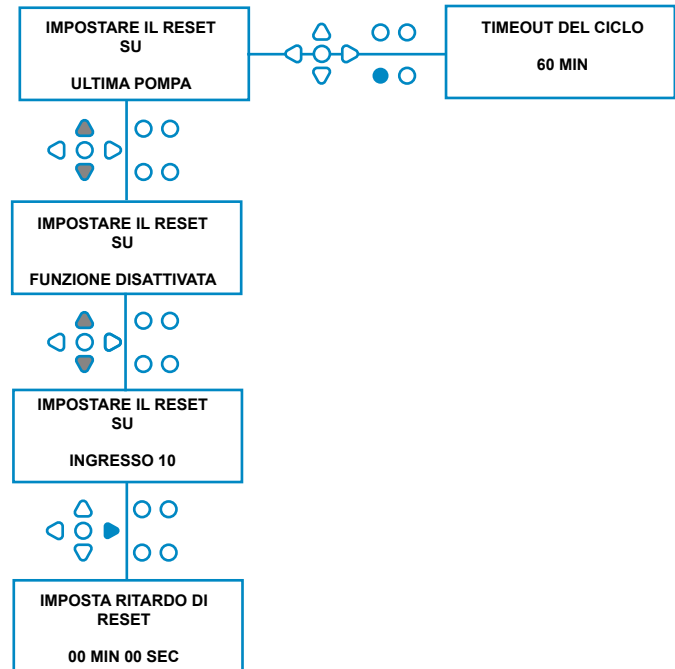 IMPOSTARE IL RESET
SU
ULTIMA POMPA
TIMEOUT DEL CICLO
60 MIN
IMPOSTARE IL RESET
SU
FUNZIONE DISATTIVATA
IMPOSTARE IL RESET
SU
INGRESSO 10
IMPOSTA RITARDO DI
RESET
00 MIN 00 SEC